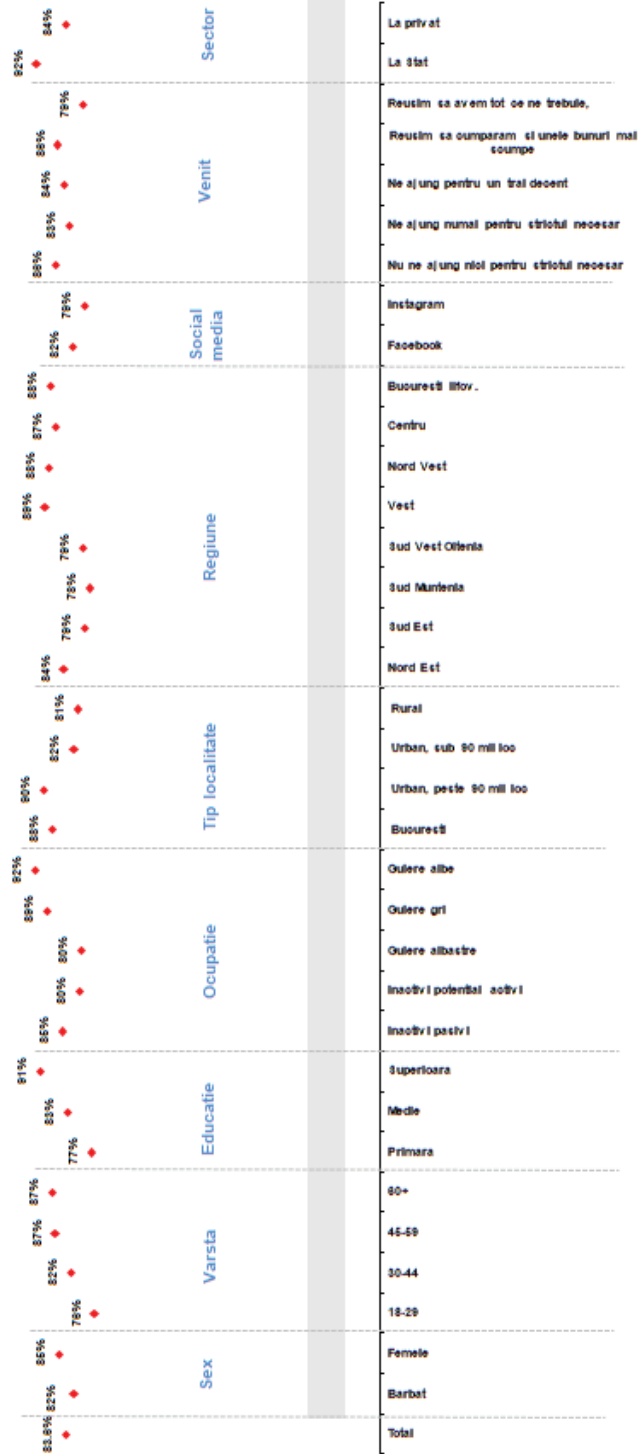 Sector
84% La privat
92% La Stat
Venit
79% Reusim sa avem tot ce ne trebuie,
86% Reusim sa cumparam si unele bunuri mai
scumpe
84% Ne ajung pentru un trai decent
83% Ne ajung numai pentru strictul necesar
86% Nu ne ajung nici pentru strictul necesar
Social
media
79% Instagram
82% Facebook
Regiune
88% Bucuresti Ilfov.
87% Centru
88% Nord Vest
89% Vest
79% Sud Vest Oltenia
78% Sud Muntenia
79% Sud Est
84% Nord Est
Tip localitate
81% Rural
82% Urban, sub 90 mii loc
90% Urban, peste 90 mii loc
88% Bucuresti
Ocupatie
92% Gulere albe
89% Gulere gri
80% Gulere albastre
80% Inactivi potential activi
85% Inactivi pasivi
Educatie
91% Superioara
83% Medie
77% Primara
Varsta
87% 60+
87% 45-59
82% 30-44
76% 18-29
Sex
85% Femeie
82% Barbat
Total